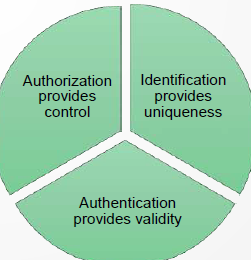 Authorization
provides
control
Identification
provides
uniqueness
Authentication
provides validity